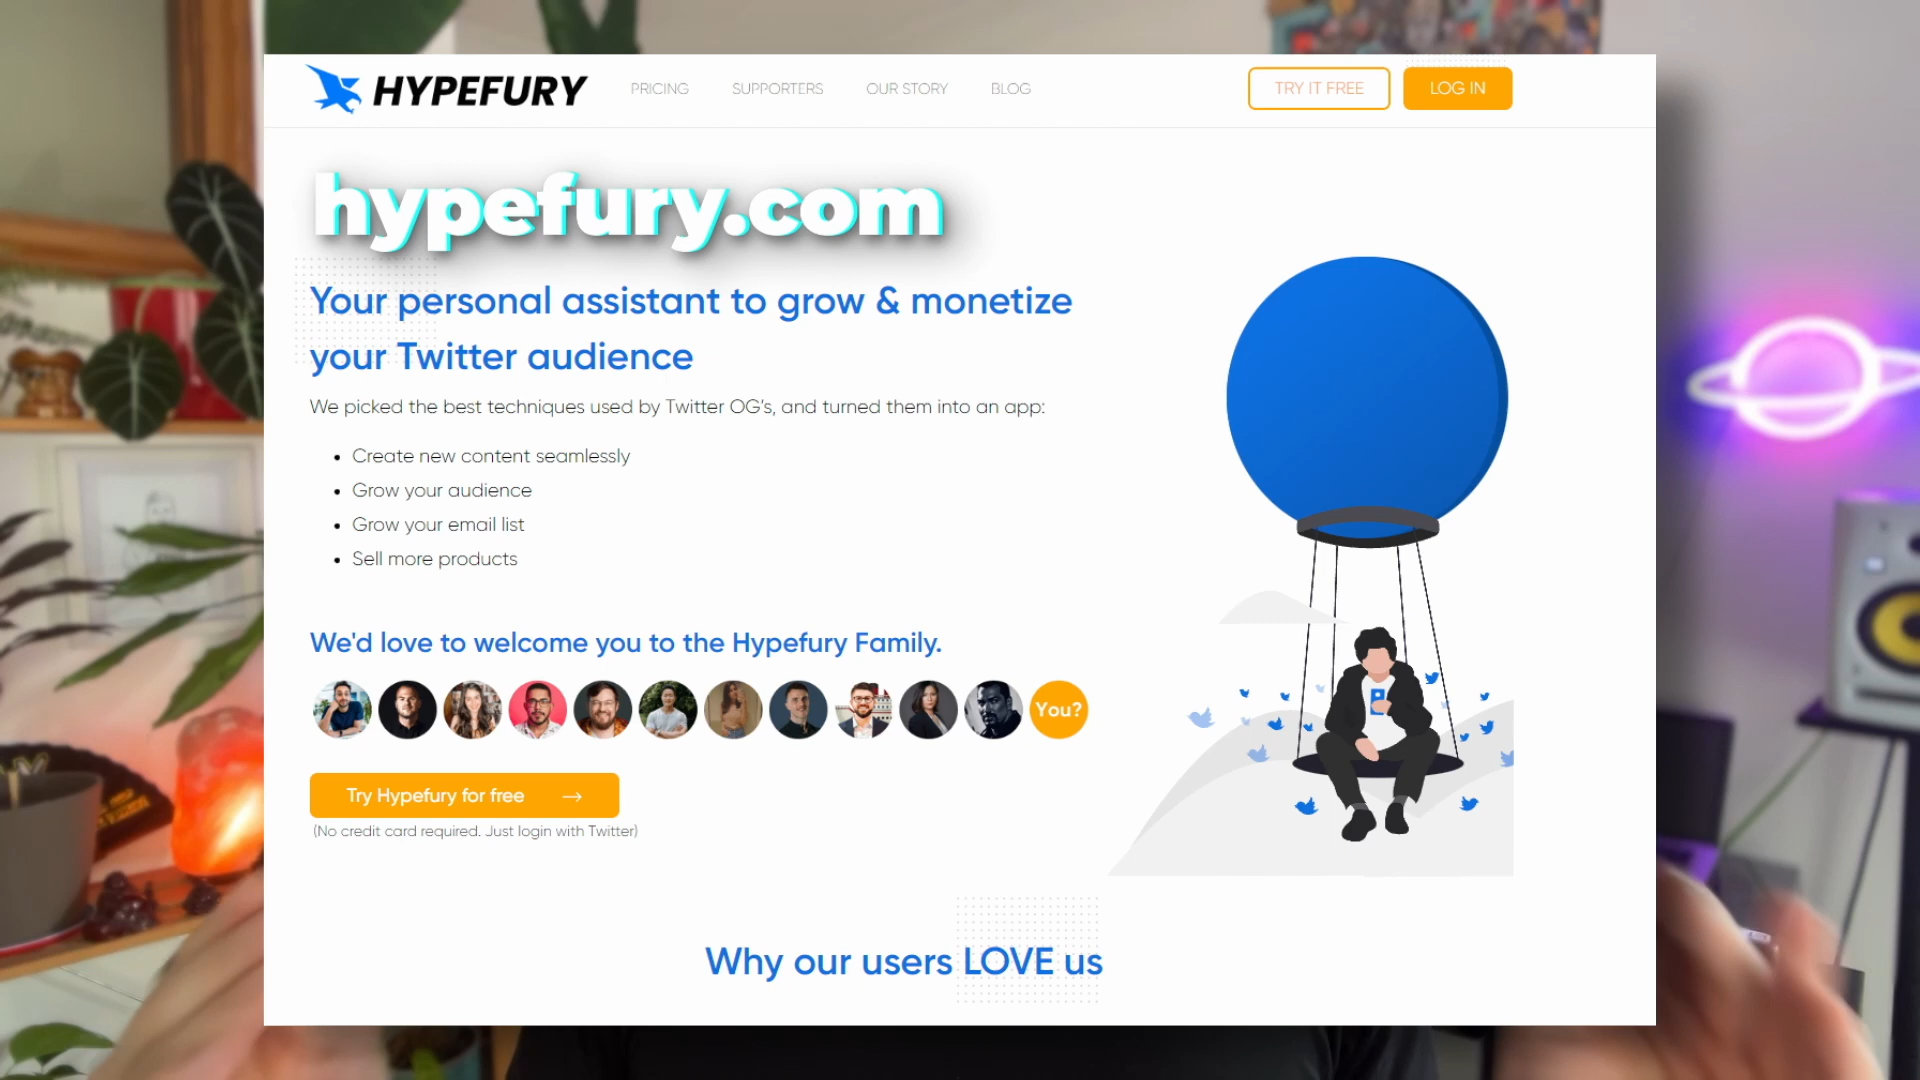 HYPEFURY
PRICING
SUPPORTERS
OUR STORY
BLOG
TRY IT FREE
LOG IN
hypefury.com
Your personal assistant to grow & monetize
your Twitter audience
We picked the best techniques used by Twitter OG's, and turned them into an app:
• Create new content seamlessly
• Grow your audience
• Grow your email list
• Sell more products
We'd love to welcome you to the Hypefury Family.
You?
Try Hypefury for free →
(No credit card required. Just login with Twitter)
Why our users LOVE us